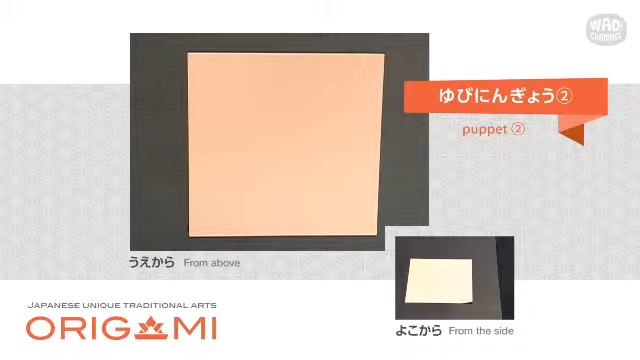 WAO!
CHANNEL
ゆびにんぎょう②
puppet ②
うえから From above
よこから From the side
JAPANESE UNIQUE TRADITIONAL ARTS
ORIGAMI